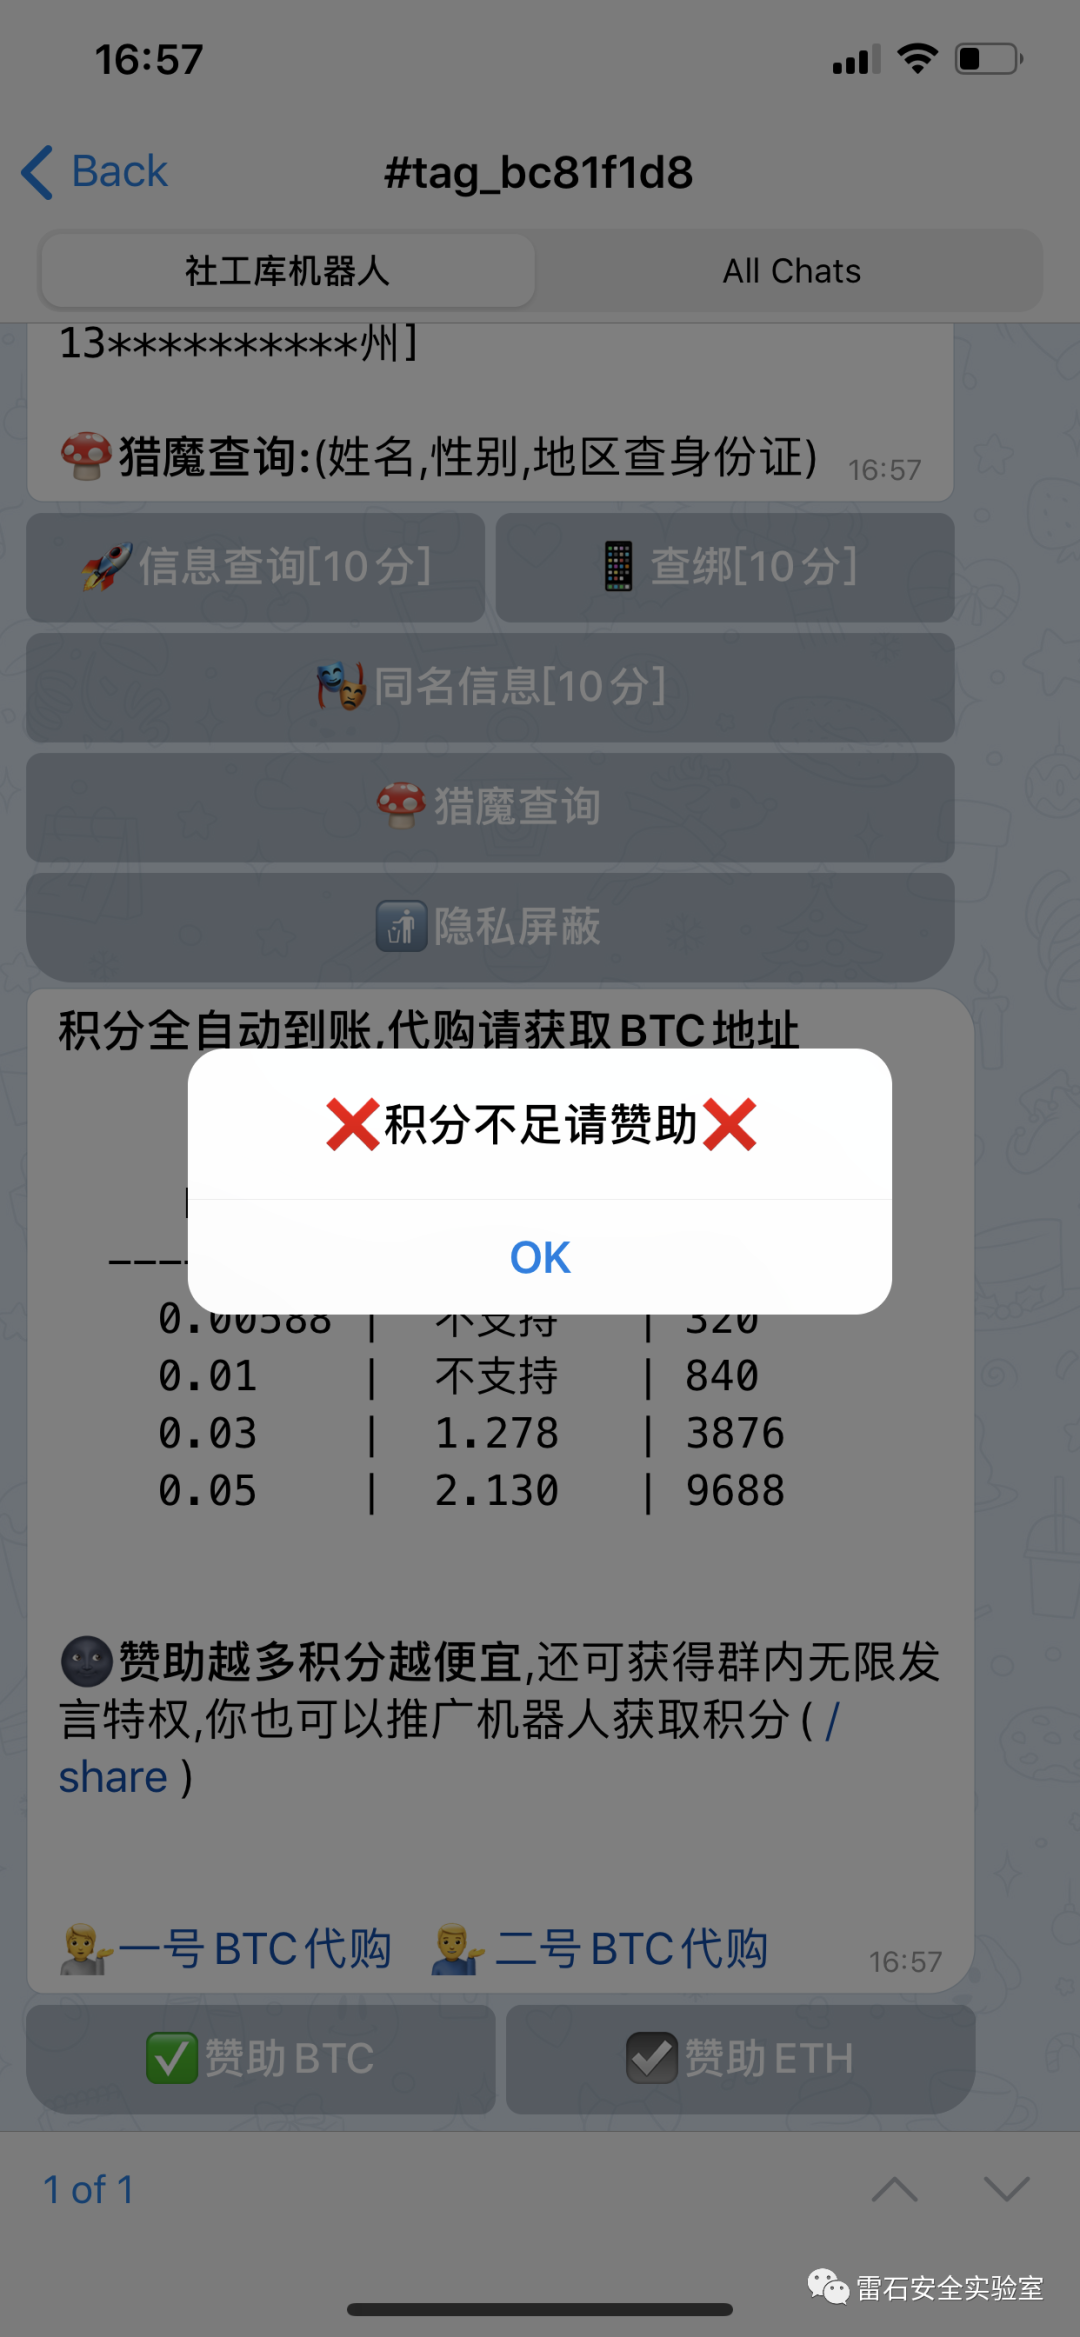 16:57
Back
#tag_bc81f1d8
社工库机器人
All Chats
13**********州]
猎魔查询:(姓名,性别,地区查身份证)
16:57
信息查询[10分]
查绑[10分]
同名信息[10分]
猎魔查询
隐私屏蔽
积分全自动到账,代购请获取BTC地址
❌积分不足请赞助❌
OK
0.00588 | 不支持 | 320
0.01 | 不支持 | 840
0.03 | 1.278 | 3876
0.05 | 2.130 | 9688
赞助越多积分越便宜,还可获得群内无限发
言特权,你也可以推广机器人获取积分 ( /
share )
一号BTC代购 二号BTC代购
16:57
赞助BTC
赞助ETH
1 of 1
雷石安全实验室